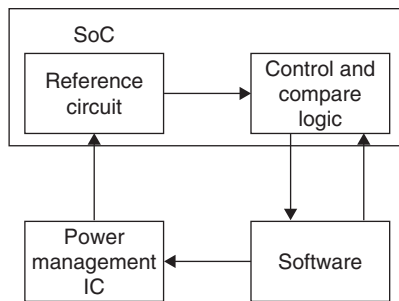 SoC
Reference
circuit
Control and
compare
logic
Power
management
IC
Software